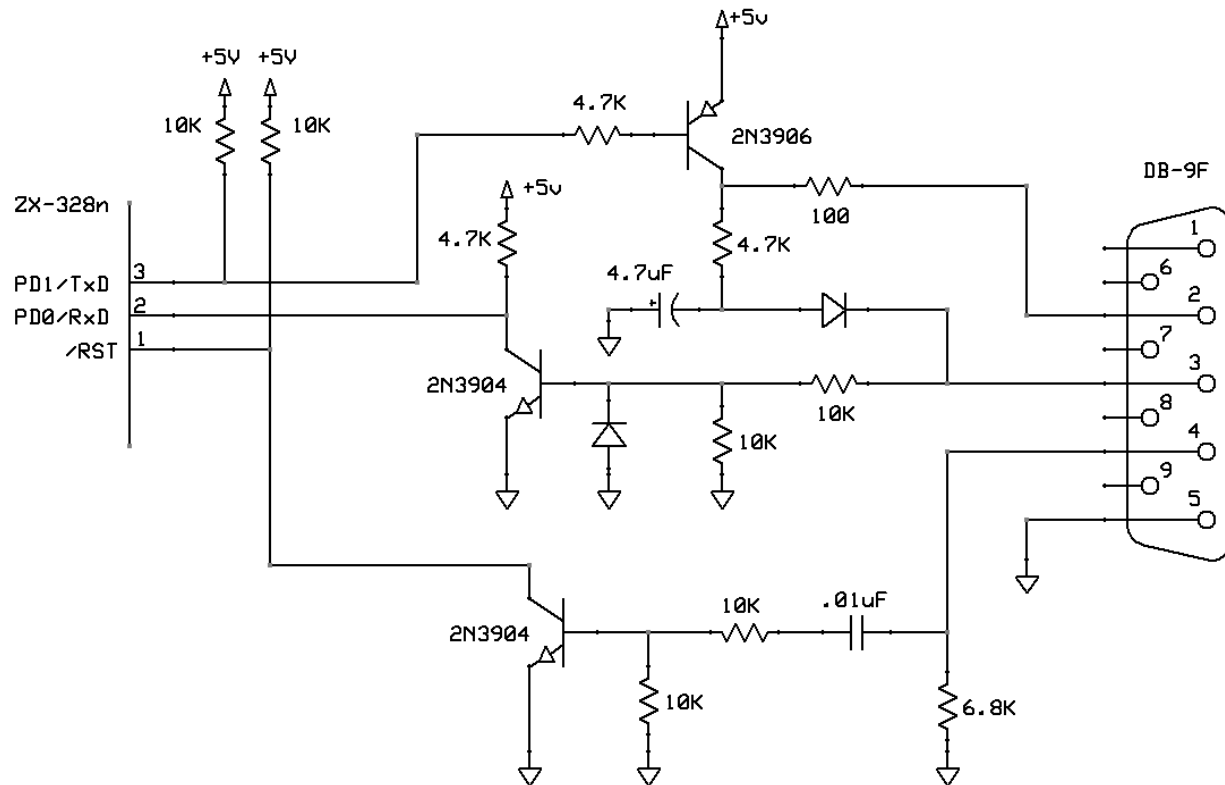 +5v
+5V +5V
4.7K
10K
10K
2N3906
DB-9F
ZX-328n
+5v
100
1
4.7K
4.7K
6
PD1/TxD
3
4.7uF
+
2
PD0/RxD
2
7
/RST
1
3
2N3904
10K
8
10K
4
9
5
10K
.01uF
2N3904
10K
6.8K